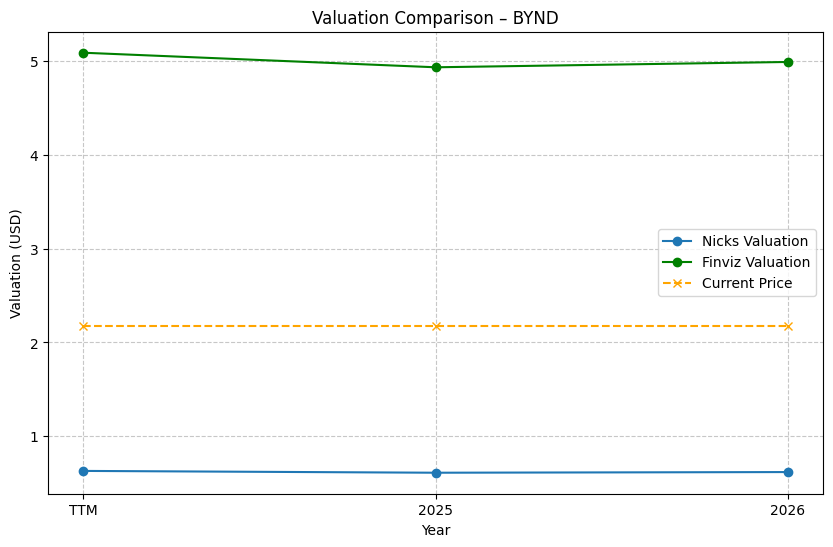 Valuation Comparison – BYND
Valuation (USD)
5
4
3
2
1
Nicks Valuation
Finviz Valuation
Current Price
TTM
2025
2026
Year